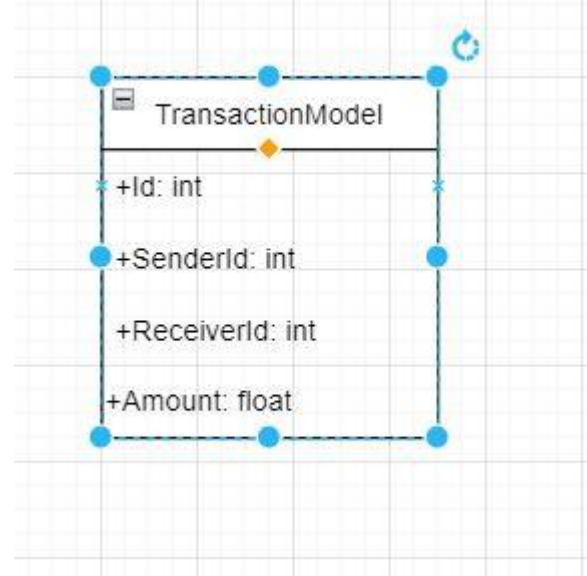 TransactionModel
+Id: int
+SenderId: int
+ReceiverId: int
+Amount: float